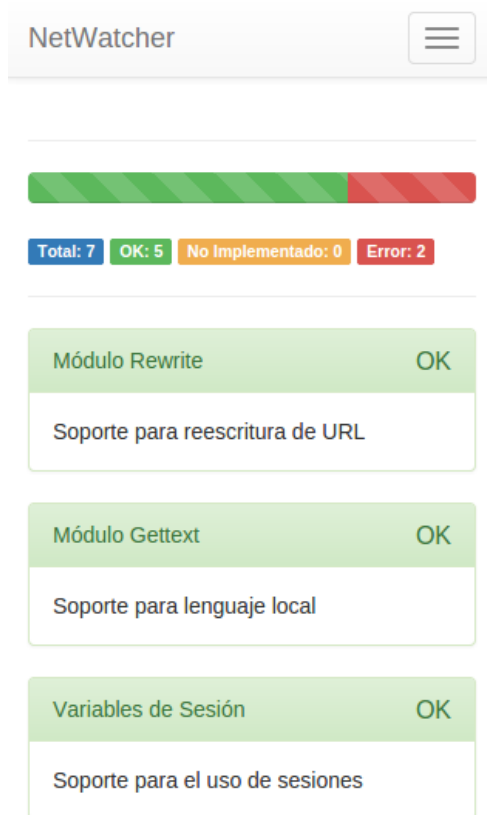 NetWatcher
Total: 7 OK: 5 No Implementado: 0 Error: 2
Módulo Rewrite OK
Soporte para reescritura de URL
Módulo Gettext OK
Soporte para lenguaje local
Variables de Sesión OK
Soporte para el uso de sesiones